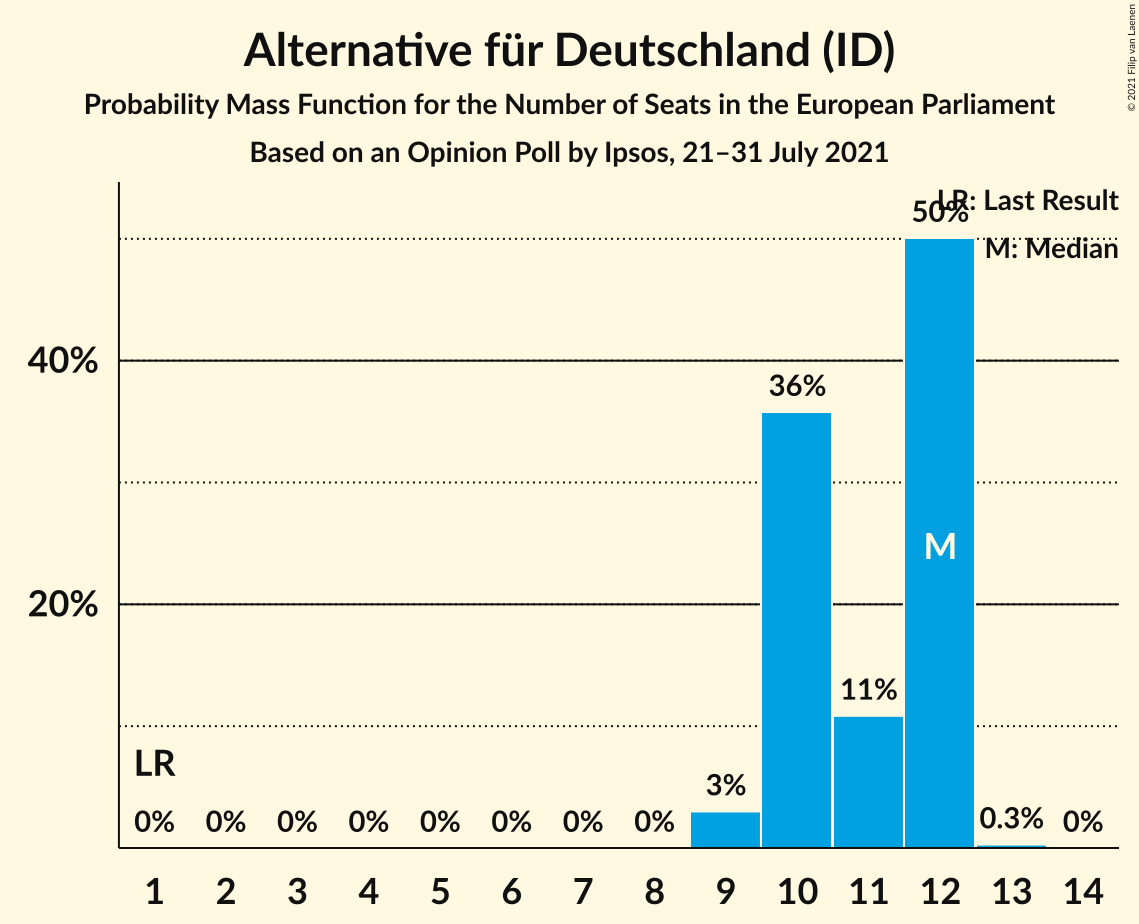 Alternative für Deutschland (ID)
Probability Mass Function for the Number of Seats in the European Parliament
Based on an Opinion Poll by Ipsos, 21–31 July 2021
© 2021 Filip van Laenen
LR: Last Result
M: Median
50%
40%
36%
M
20%
11%
LR
3%
0% 0% 0% 0% 0% 0% 0% 0% 0.3% 0%
1 2 3 4 5 6 7 8 9 10 11 12 13 14